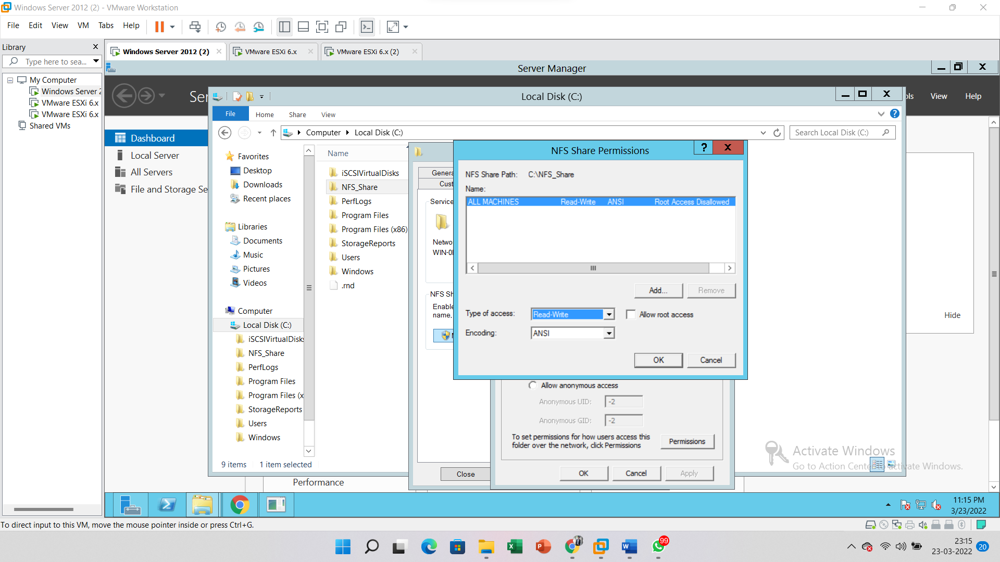 Windows Server 2012 (2) - VMware Workstation
File Edit View VM Tabs Help
Library
Type here to sea...
My Computer
Windows Server 2
VMware ESXi 6.x
VMware ESXi 6.x
Shared VMs
Windows Server 2012 (2)
VMware ESXi 6.x
VMware ESXi 6.x (2)
Server Manager
View
Help
Dashboard
Local Server
All Servers
File and Storage Se
Local Disk (C:)
File Home Share View
Computer Local Disk (C:)
Search Local Disk (C:)
Favorites
Desktop
Downloads
Recent places
Libraries
Documents
Music
Pictures
Videos
Computer
Local Disk (C:)
iSCSIVirtualDisks
NFS_Share
PerfLogs
Program Files
Program Files (x
StorageReports
Users
Windows
Name
iSCSIVirtualDisks
NFS_Share
PerfLogs
Program Files
Program Files (x86)
StorageReports
Users
Windows
.rnd
9 items 1 item selected
Genera
Cust
Service
Netwo
WIN-0
NFS Sh
Enable
name,
Close
NFS Share Permissions
?
NFS Share Path: C:\NFS_Share
Name:
ALL MACHINES Read-Write ANSI Root Access Disallowed
Add... Remove
Type of access: Read-Write Allow root access
Encoding: ANSI
OK Cancel
Allow anonymous access
Anonymous UID: -2
Anonymous GID: -2
To set permissions for how users access this
folder over the network, click Permissions
Permissions
OK Cancel Apply
Hide
Activate Windows
Go to Action Center to activate Windows.
Performance
11:15 PM
3/23/2022
To direct input to this VM, move the mouse pointer inside or press Ctrl+G.
99
23:15
23-03-2022
20